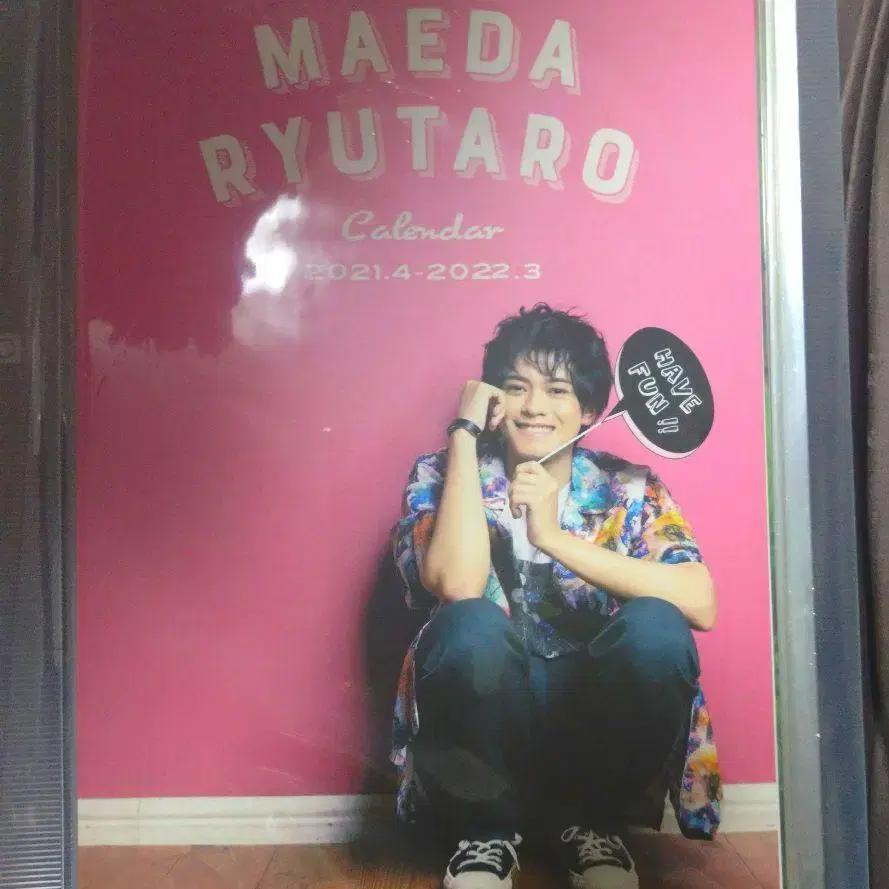 MAEDA
RYUTARO
Calendar
2021.4-2022.3
HAVE
FUN!!